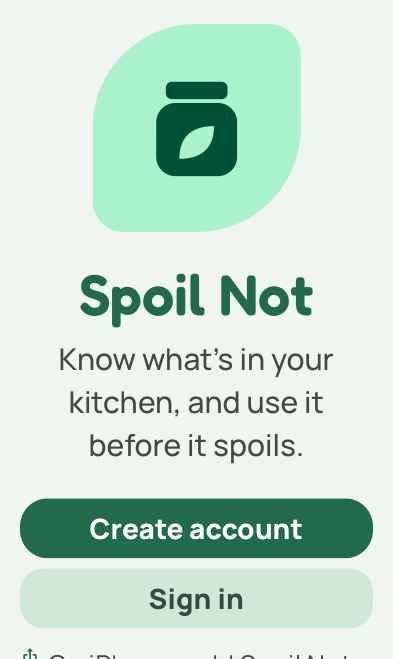 Spoil Not
Know what's in your
kitchen, and use it
before it spoils.
Create account
Sign in